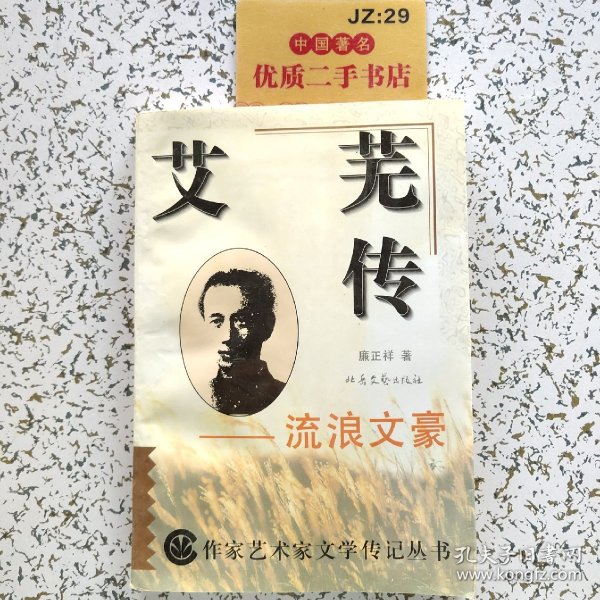 JZ:29
中国著名
优质二手书店
艾芜
传
廉正祥 著
北岳文艺出版社
——流浪文豪
作家艺术家文学传记丛书
孔夫子旧书网
www.kongfz.com